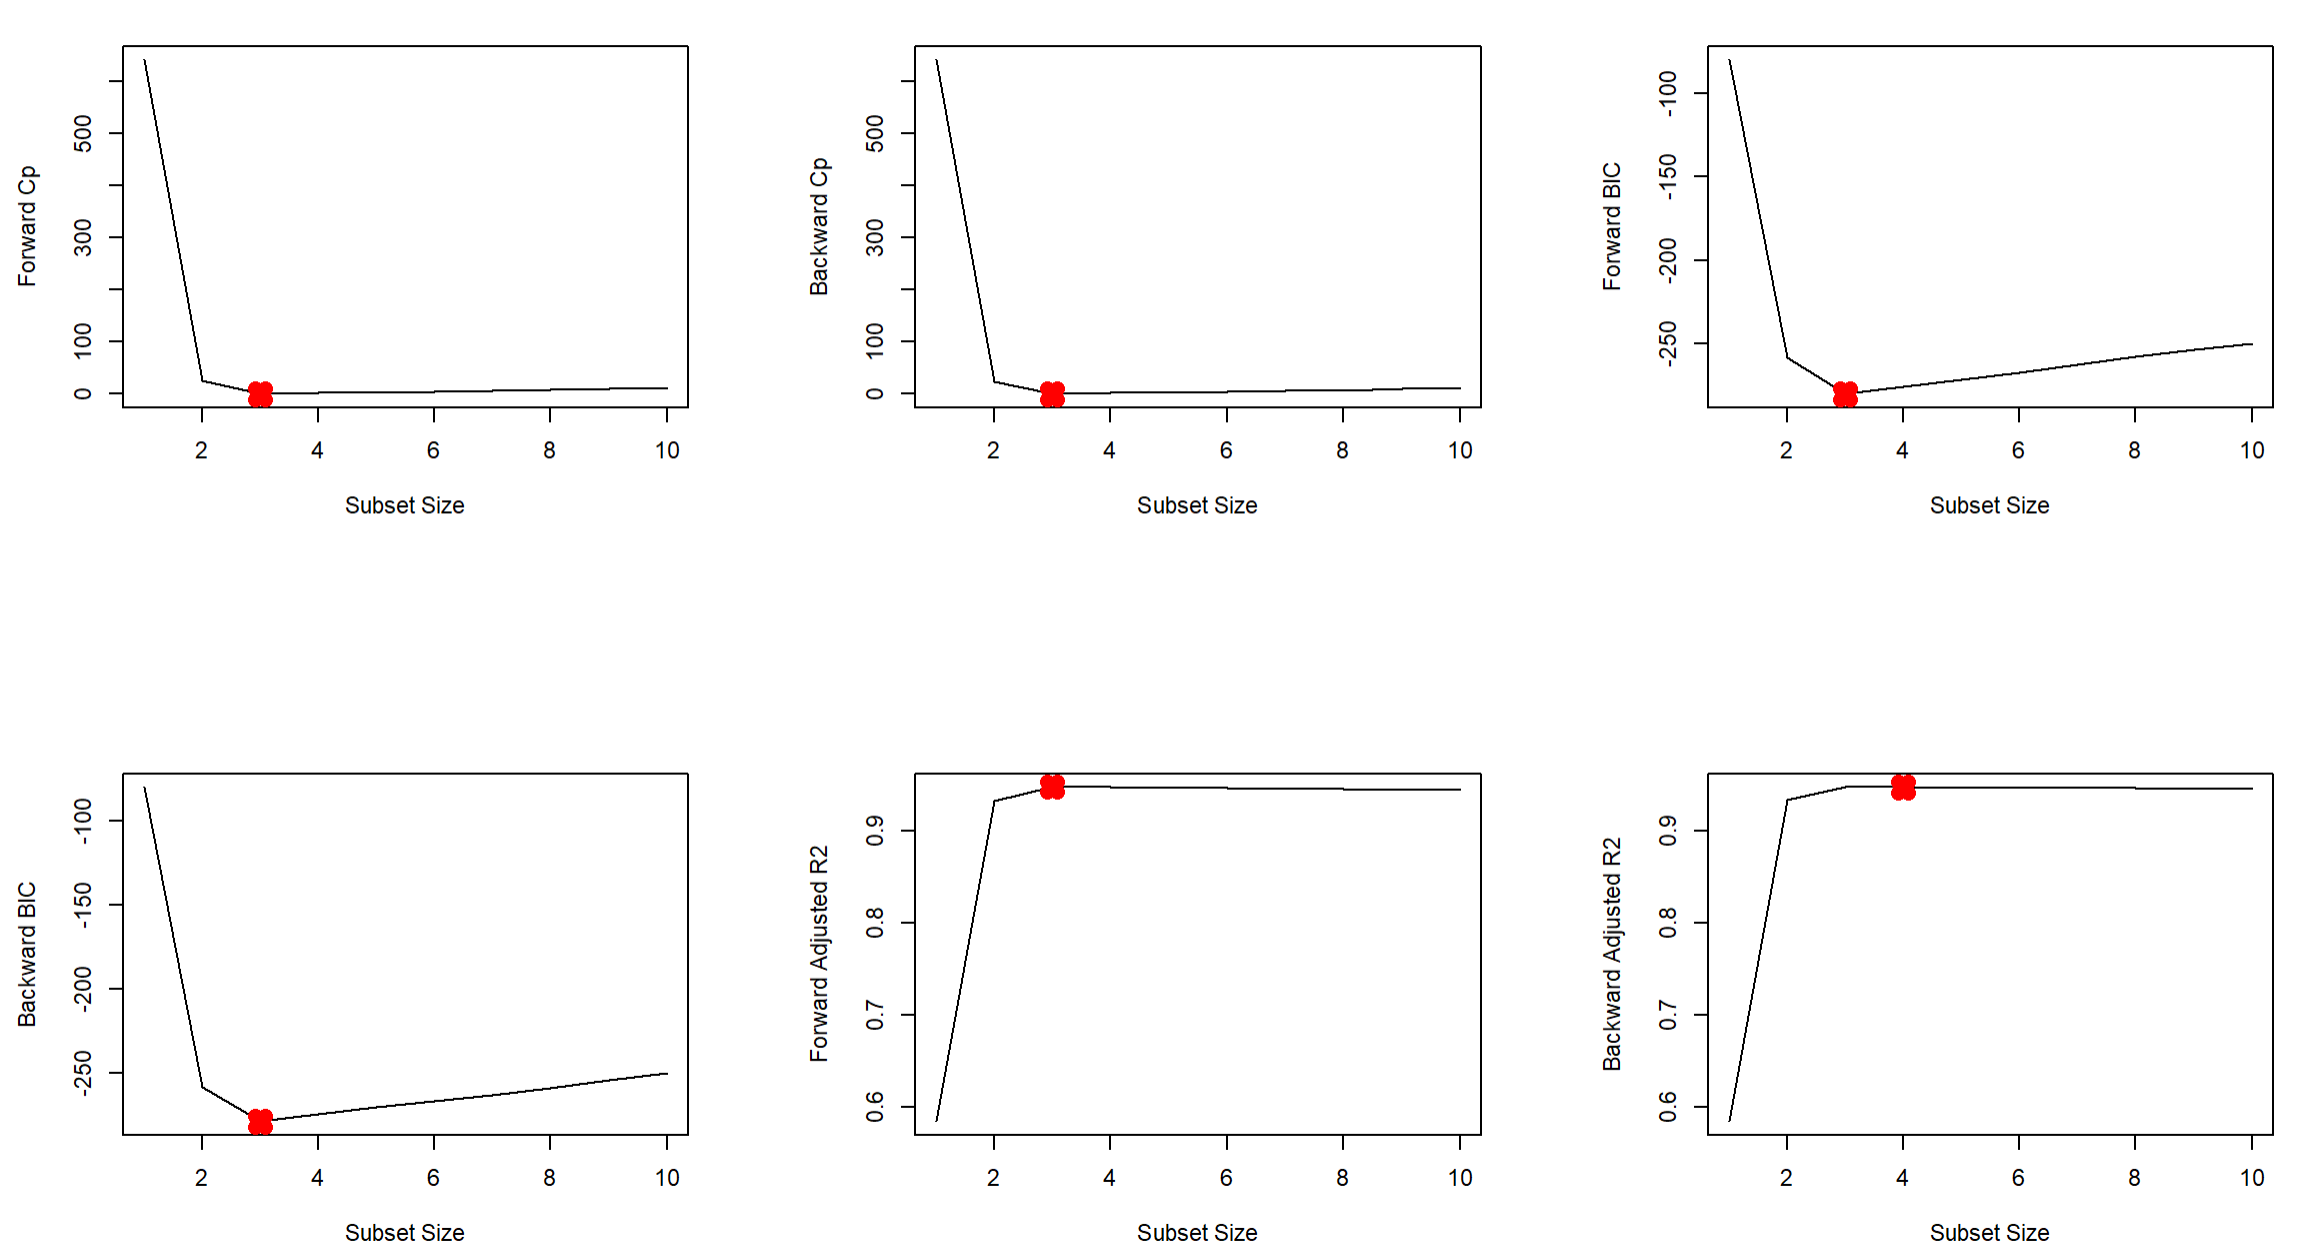 Forward Cp
0 100 300 500
2 4 6 8 10
Subset Size
Backward Cp
0 100 300 500
2 4 6 8 10
Subset Size
Forward BIC
-250 -200 -150 -100
2 4 6 8 10
Subset Size
Backward BIC
-250 -200 -150 -100
2 4 6 8 10
Subset Size
Forward Adjusted R2
0.6 0.7 0.8 0.9
2 4 6 8 10
Subset Size
Backward Adjusted R2
0.6 0.7 0.8 0.9
2 4 6 8 10
Subset Size